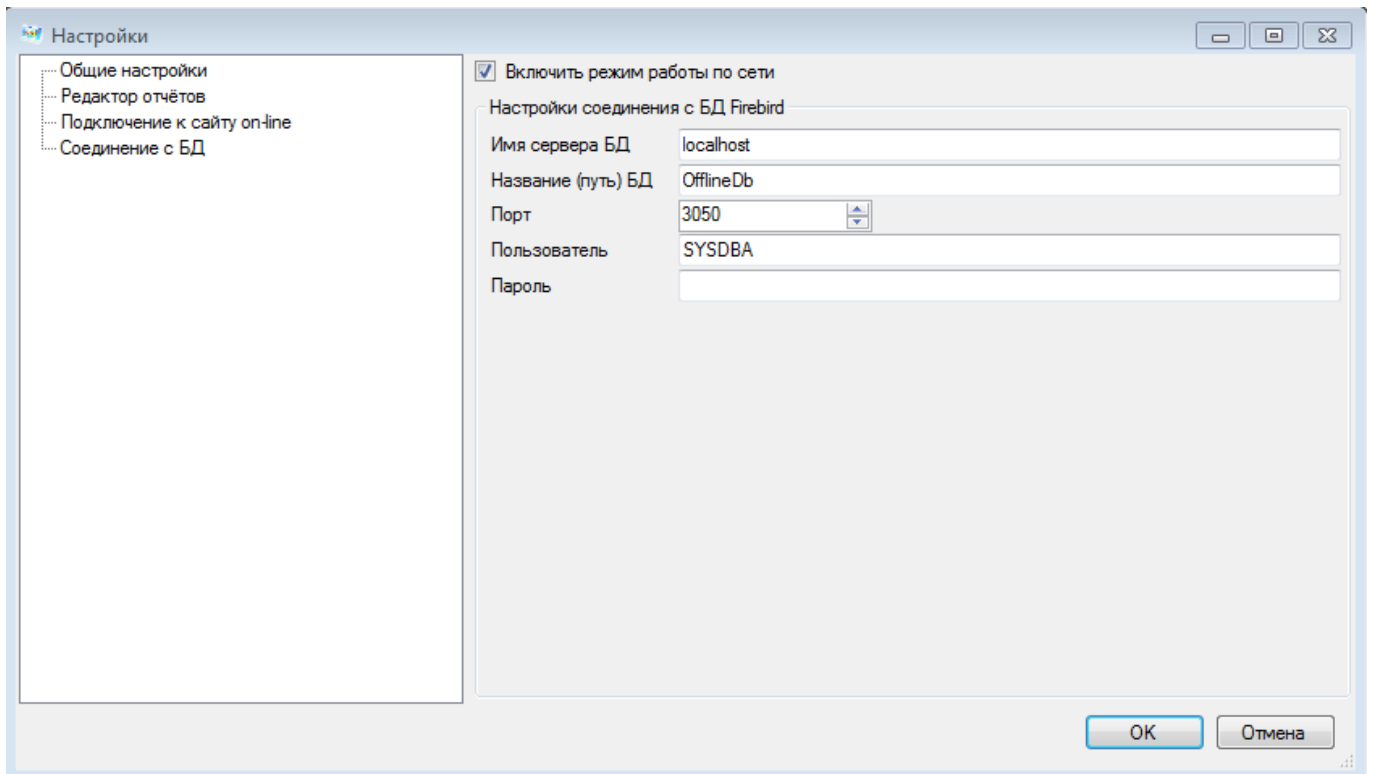 Настройки
Общие настройки
Редактор отчётов
Подключение к сайту on-line
Соединение с БД
Включить режим работы по сети
Настройки соединения с БД Firebird
Имя сервера БД localhost
Название (путь) БД OfflineDb
Порт 3050
Пользователь SYSDBA
Пароль
OK Отмена